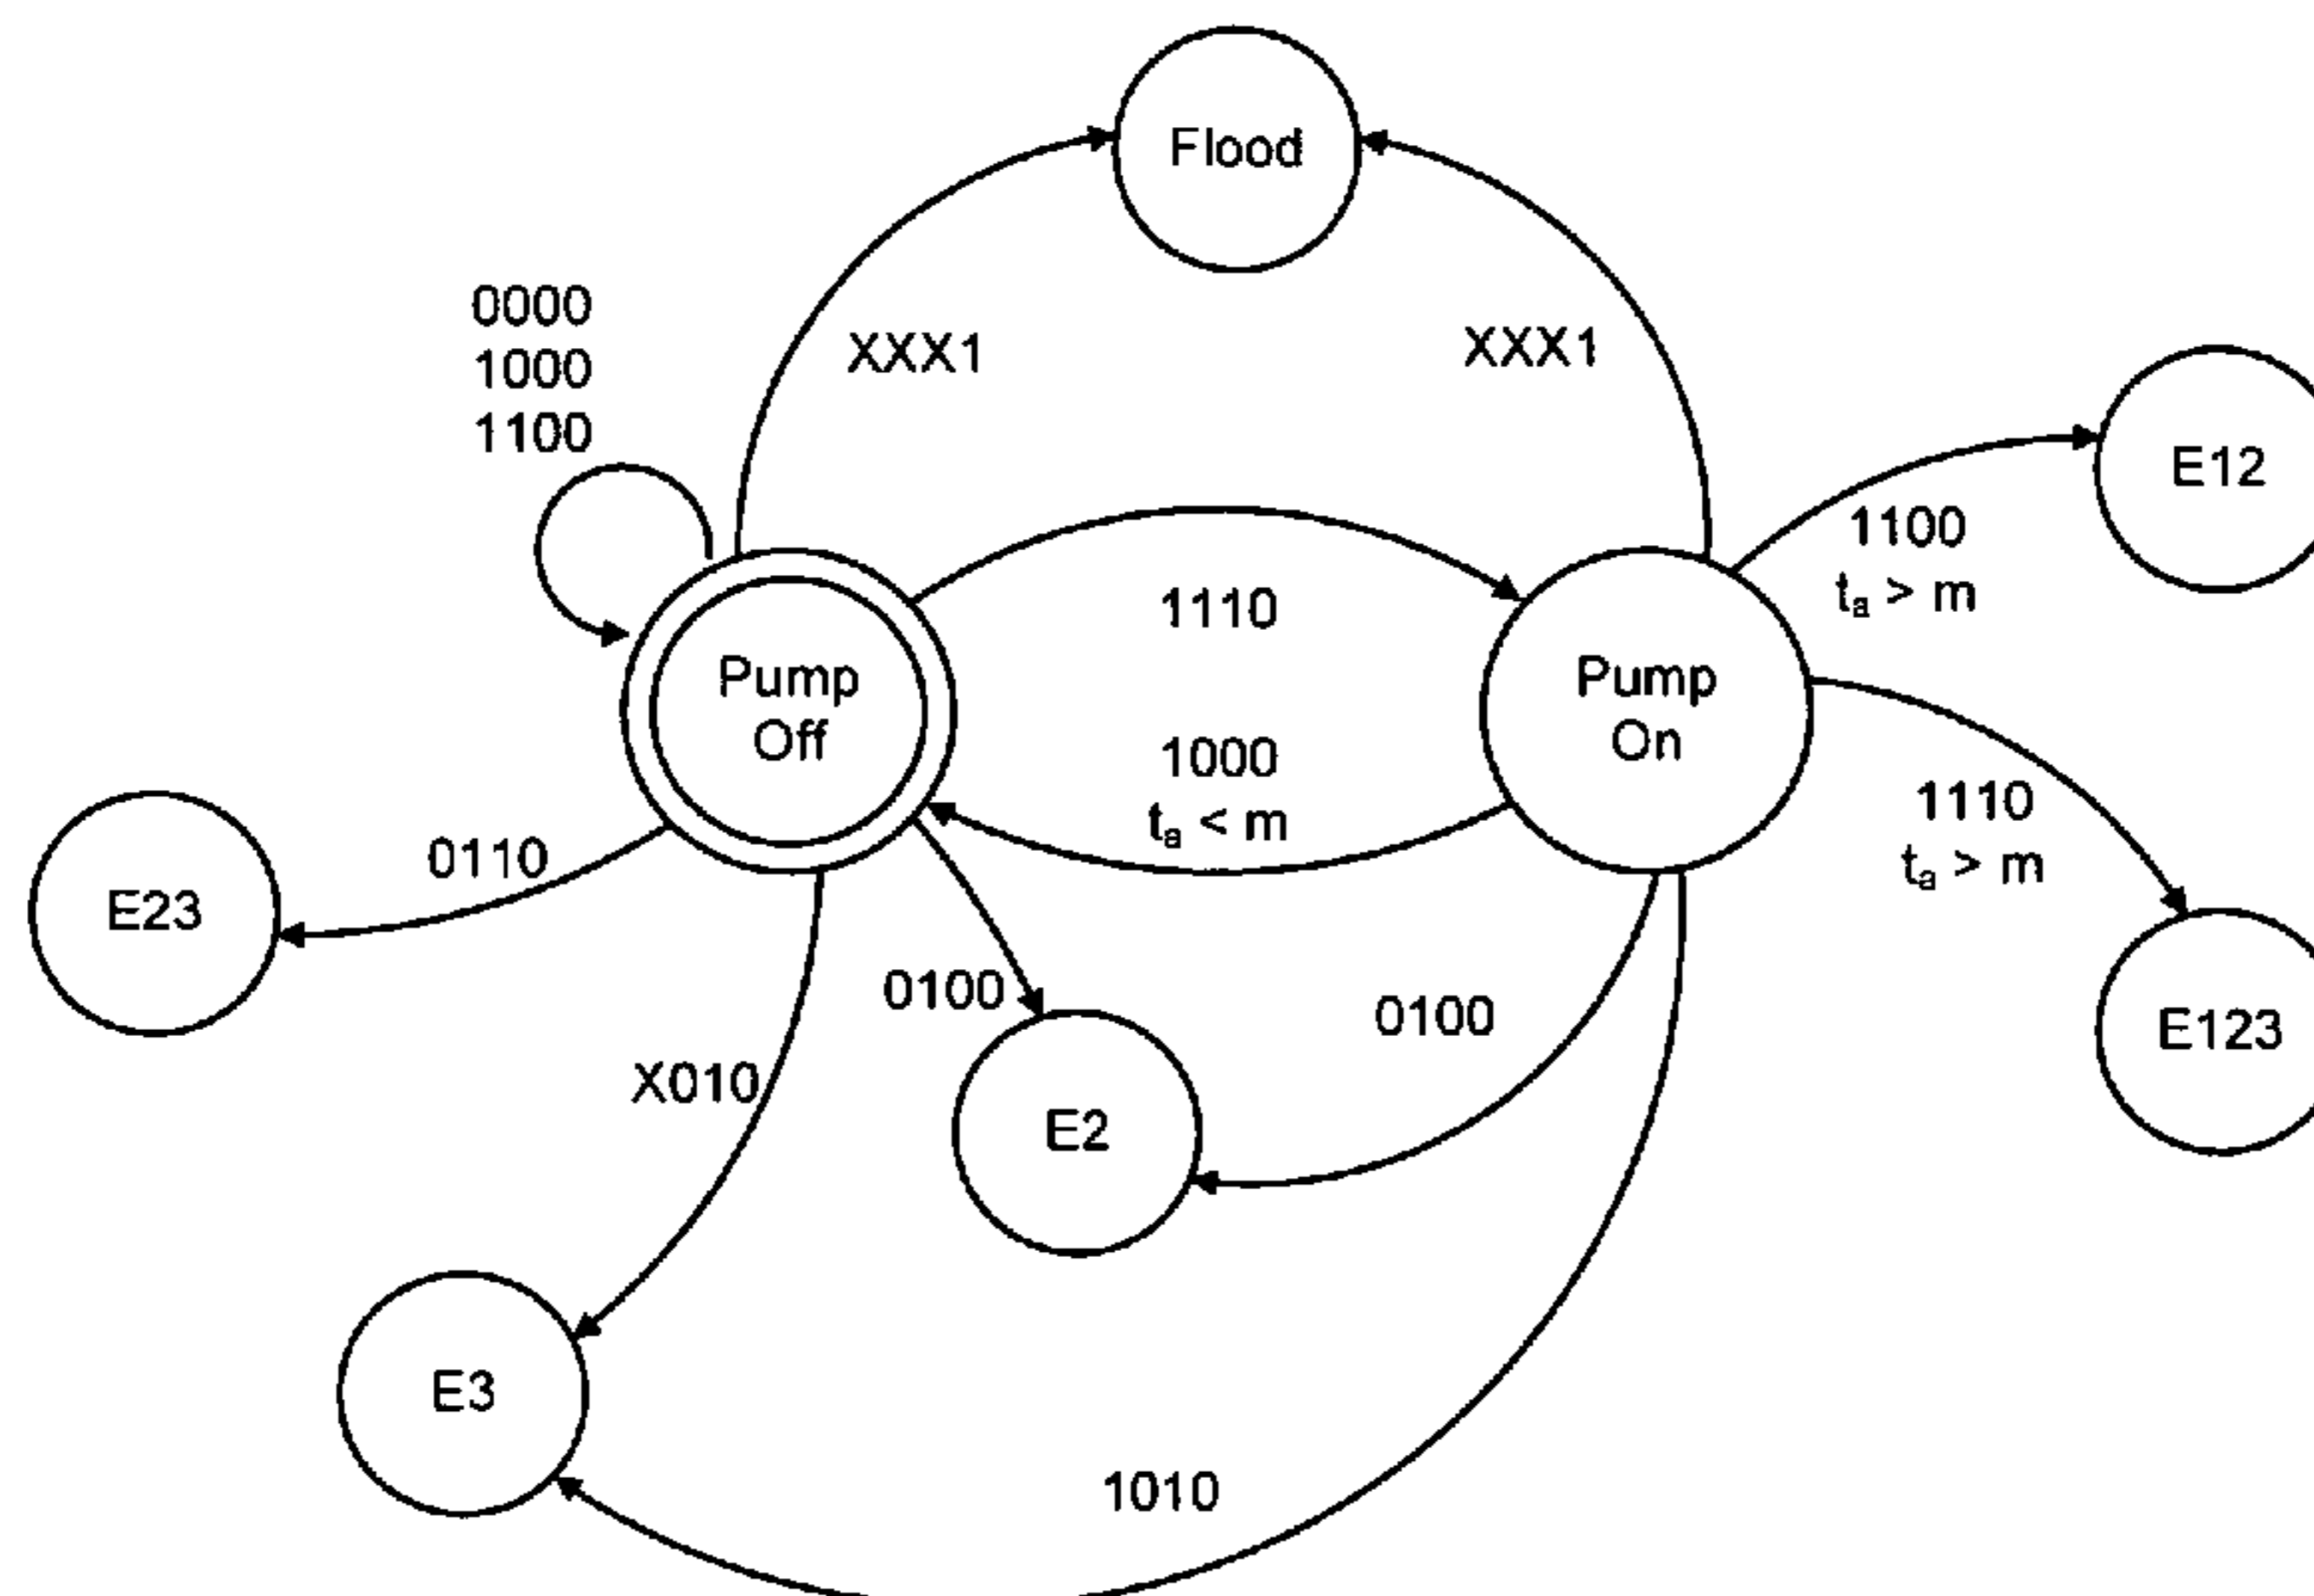 Flood
0000
1000
1100
XXX1
XXX1
E12
1100
tₐ > m
1110
Pump
Off
Pump
On
1000
tₐ < m
1110
tₐ > m
0110
E23
0100
0100
E123
X010
E2
E3
1010